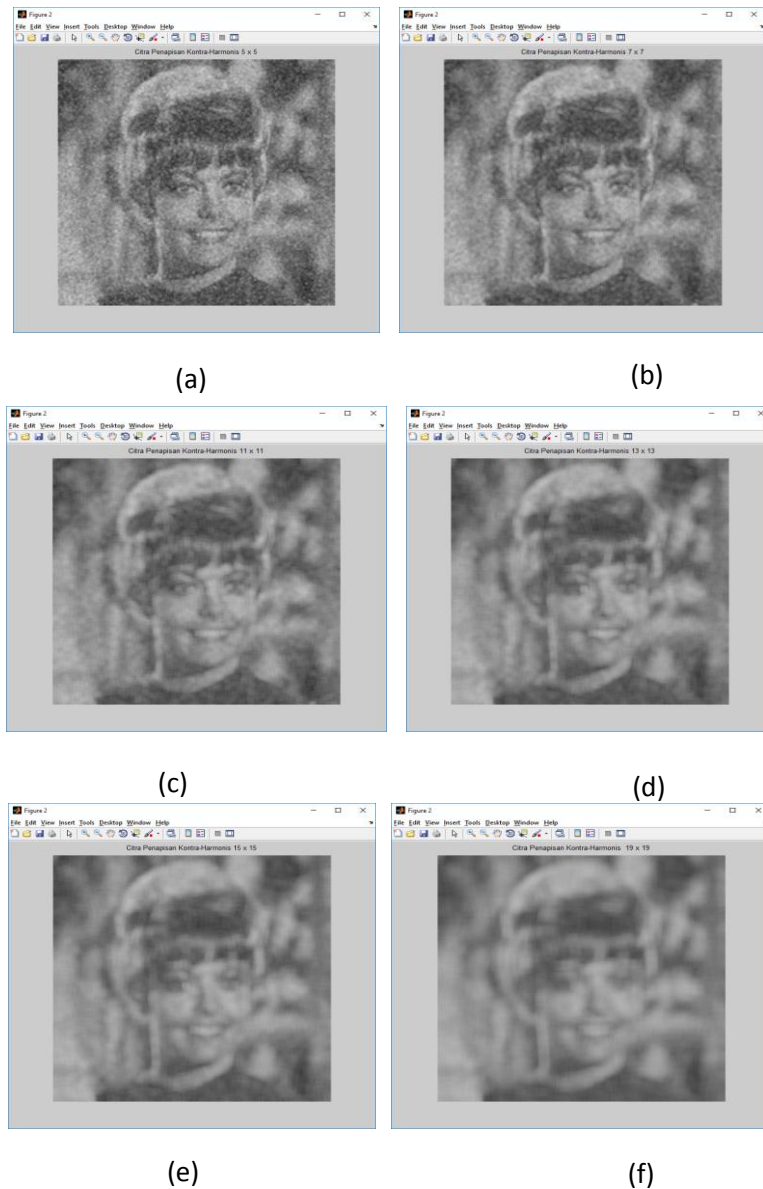 Figure 2
File Edit View Insert Tools Desktop Window Help
Citra Penapisan Kontra-Harmonis 5 x 5
(a)
Figure 2
File Edit View Insert Tools Desktop Window Help
Citra Penapisan Kontra-Harmonis 7 x 7
(b)
Figure 2
File Edit View Insert Tools Desktop Window Help
Citra Penapisan Kontra-Harmonis 11 x 11
(c)
Figure 2
File Edit View Insert Tools Desktop Window Help
Citra Penapisan Kontra-Harmonis 13 x 13
(d)
Figure 2
File Edit View Insert Tools Desktop Window Help
Citra Penapisan Kontra-Harmonis 15 x 15
(e)
Figure 2
File Edit View Insert Tools Desktop Window Help
Citra Penapisan Kontra-Harmonis 19 x 19
(f)